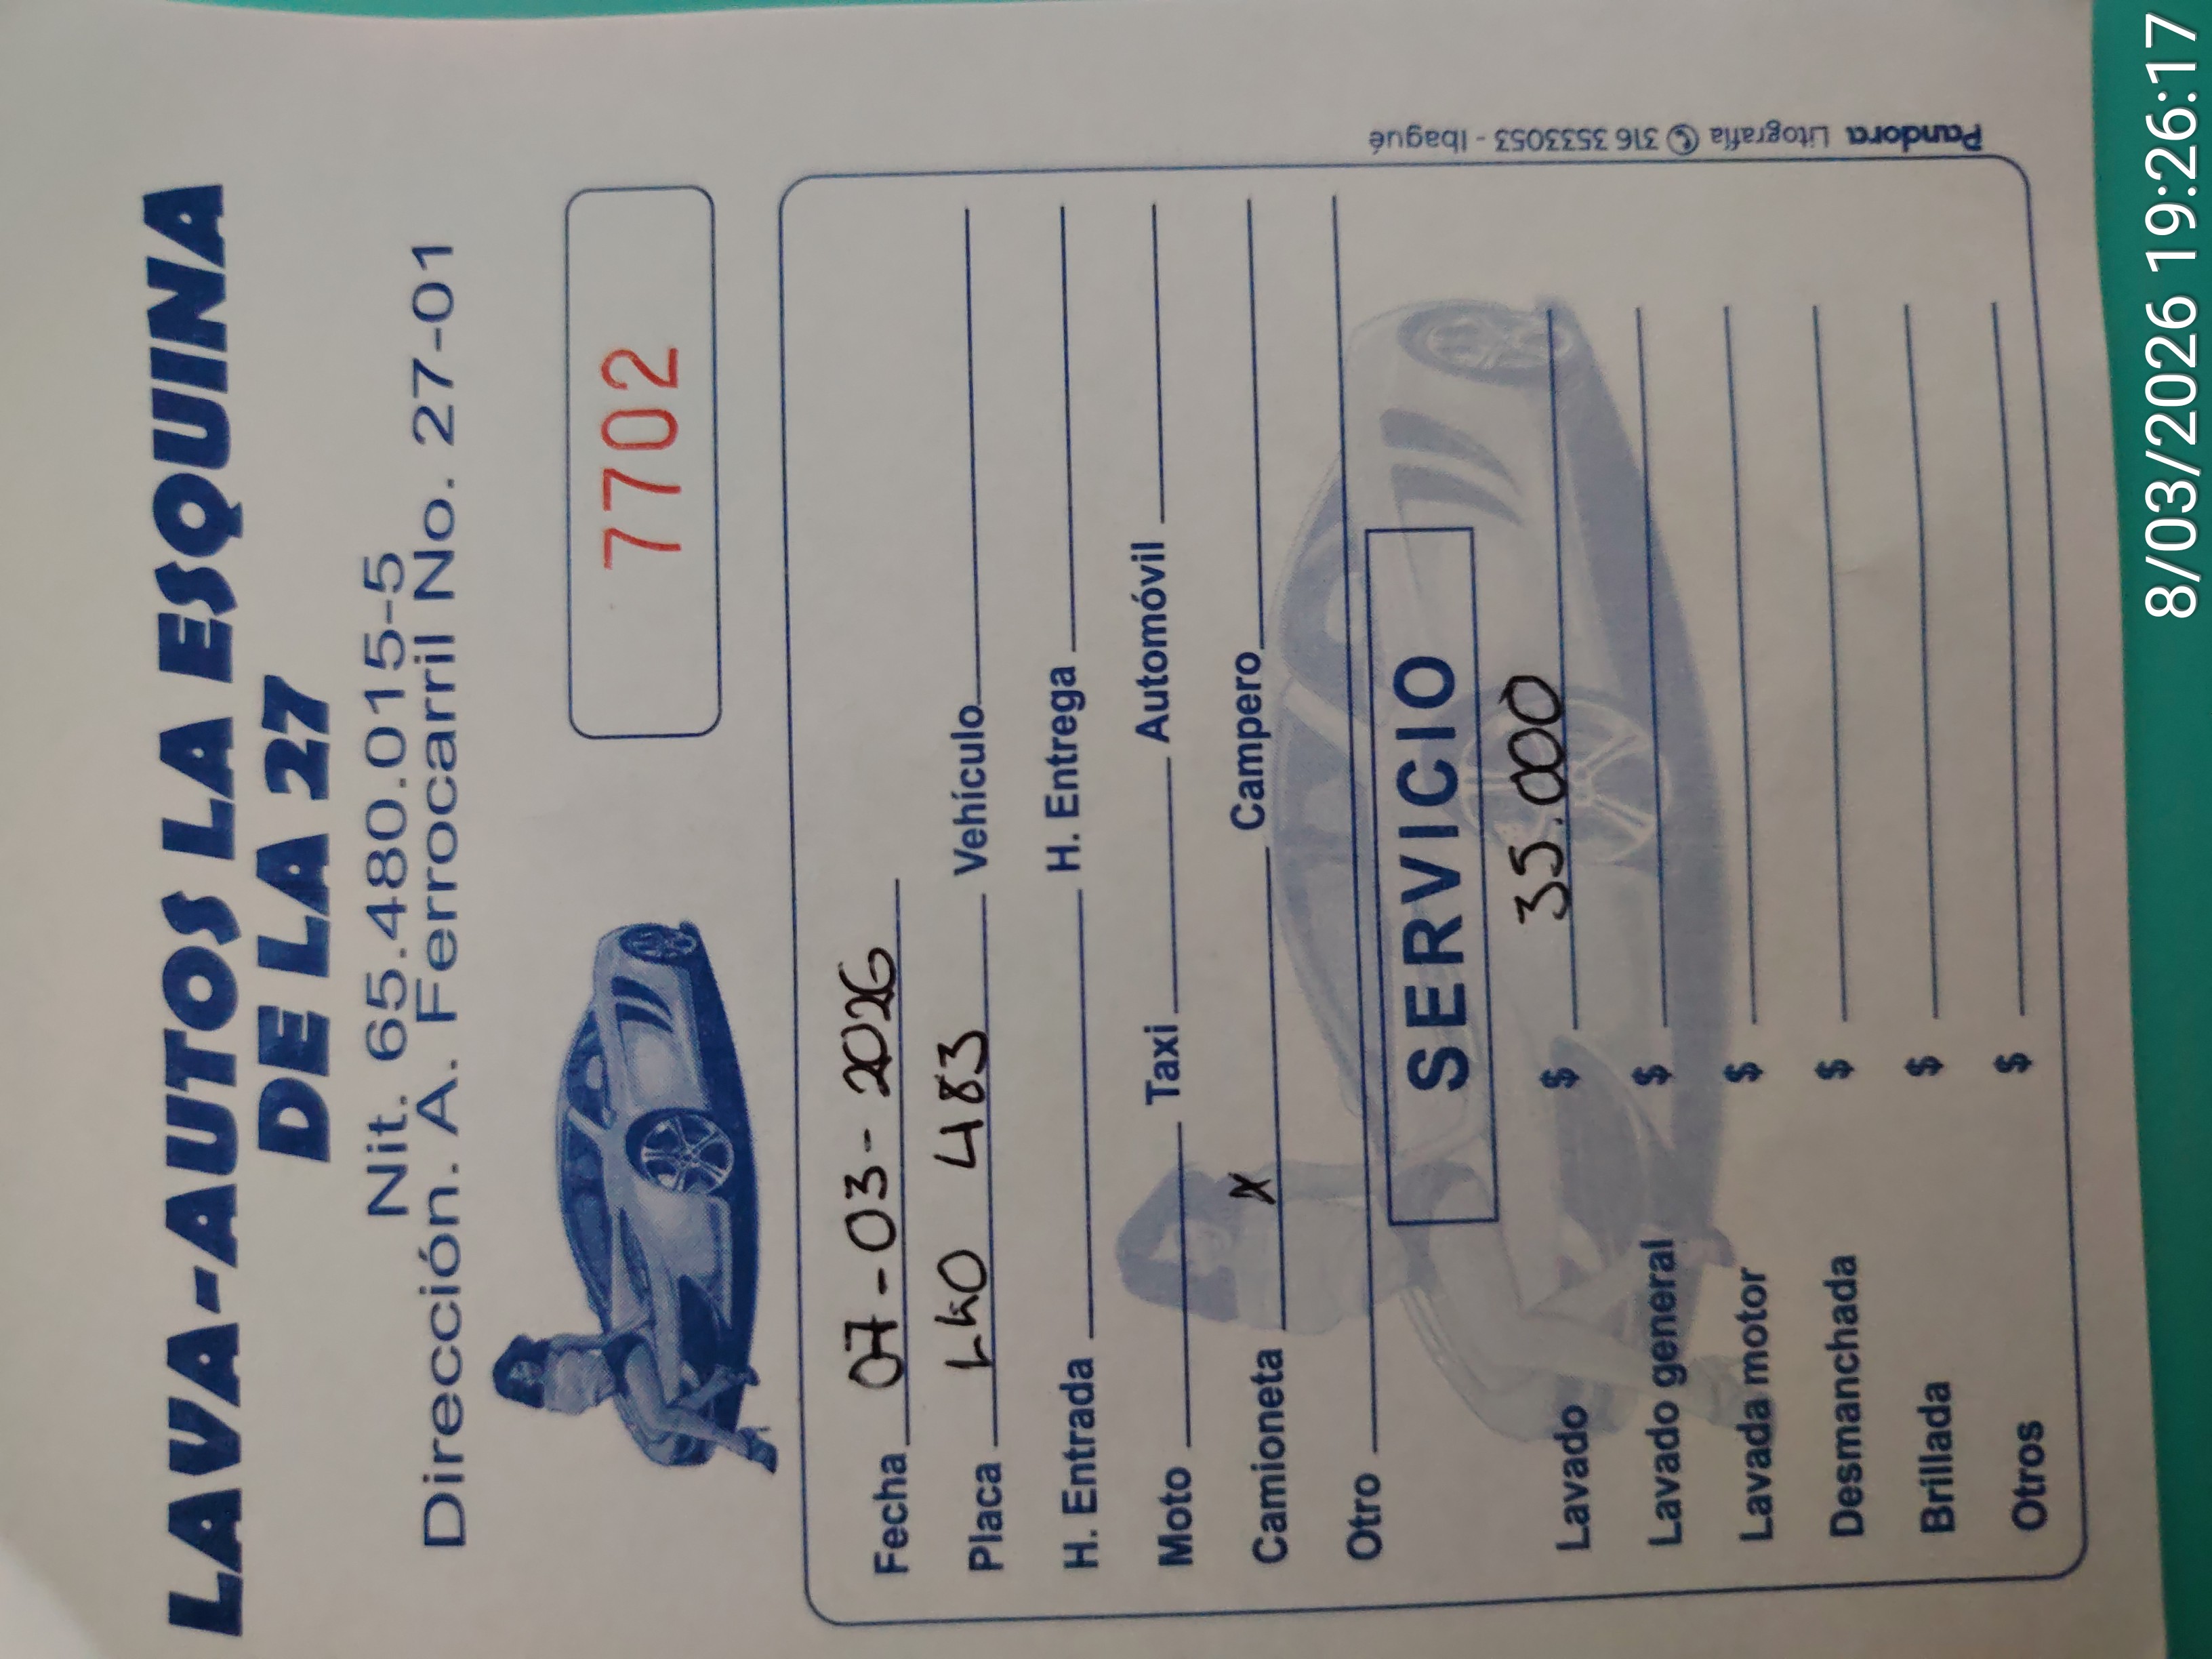 LAVA-AUTOS LA ESQUINA
DE LA 27
Nit. 65.480.015-5
Dirección. A. Ferrocarril No. 27-01
7702
Fecha 07-03-2026
Placa LKO 483 Vehículo
H. Entrada H. Entrega
Moto Taxi Automóvil
Camioneta X Campero
Otro
SERVICIO
Lavado $ 35.000
Lavado general $
Lavada motor $
Desmanchada $
Brillada $
Otros $
Pandora Litografía 316 3533053 - Ibagué
8/03/2026 19:26:17